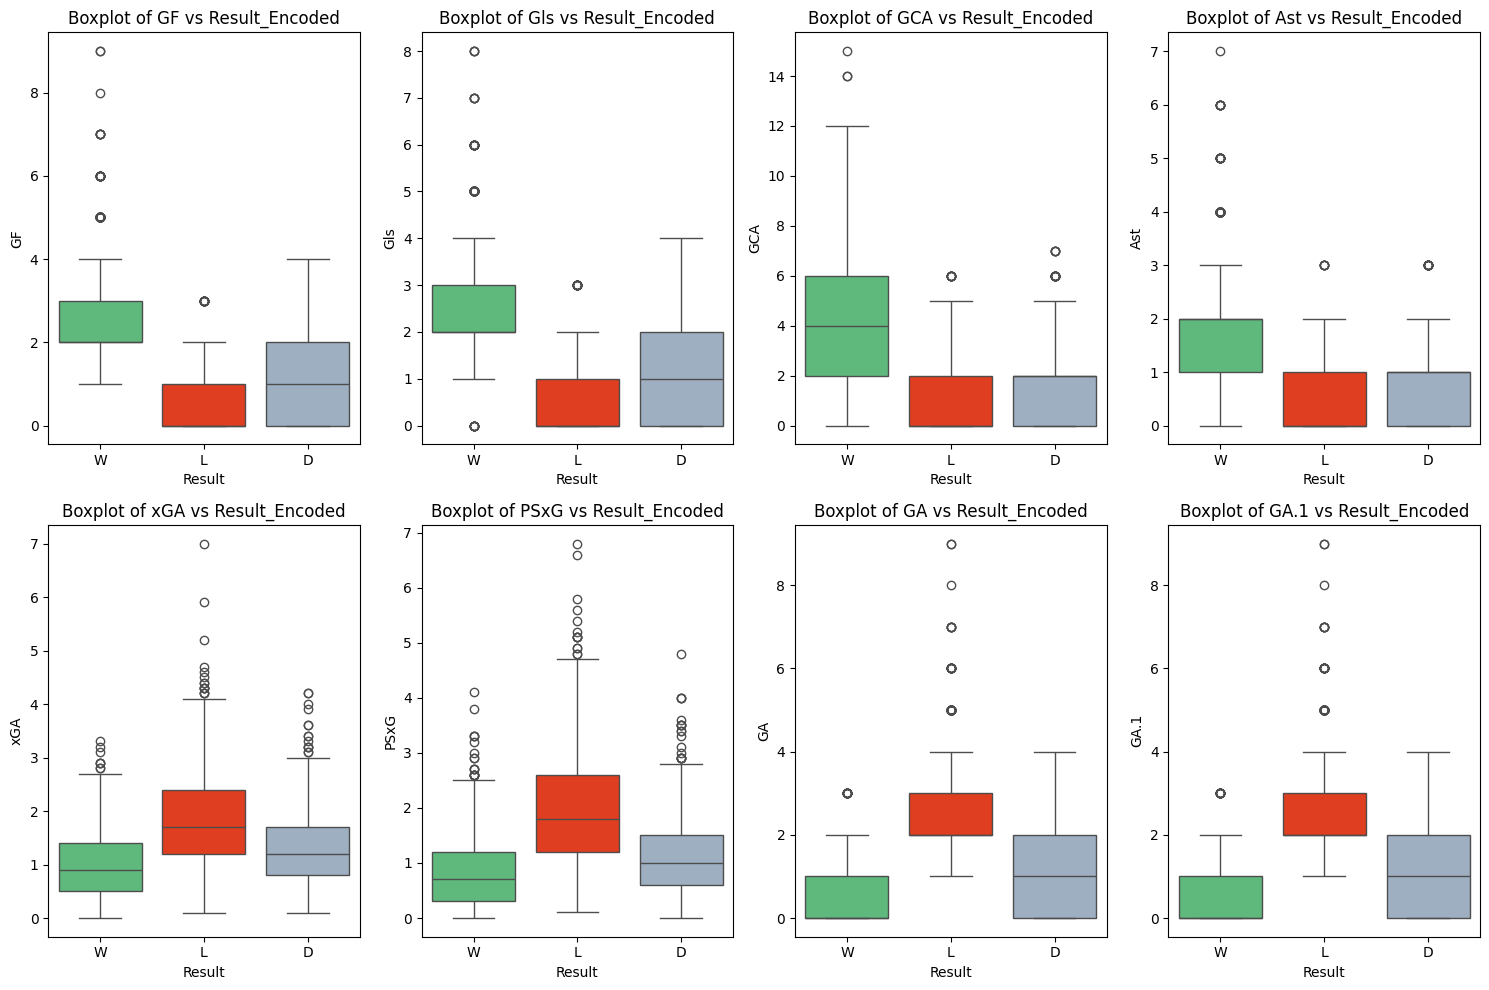 Boxplot of GF vs Result_Encoded
GF
8
6
4
2
0
W L D
Result
Boxplot of Gls vs Result_Encoded
Gls
8
7
6
5
4
3
2
1
0
W L D
Result
Boxplot of GCA vs Result_Encoded
GCA
14
12
10
8
6
4
2
0
W L D
Result
Boxplot of Ast vs Result_Encoded
Ast
7
6
5
4
3
2
1
0
W L D
Result
Boxplot of xGA vs Result_Encoded
xGA
7
6
5
4
3
2
1
0
W L D
Result
Boxplot of PSxG vs Result_Encoded
PSxG
7
6
5
4
3
2
1
0
W L D
Result
Boxplot of GA vs Result_Encoded
GA
8
6
4
2
0
W L D
Result
Boxplot of GA.1 vs Result_Encoded
GA.1
8
6
4
2
0
W L D
Result